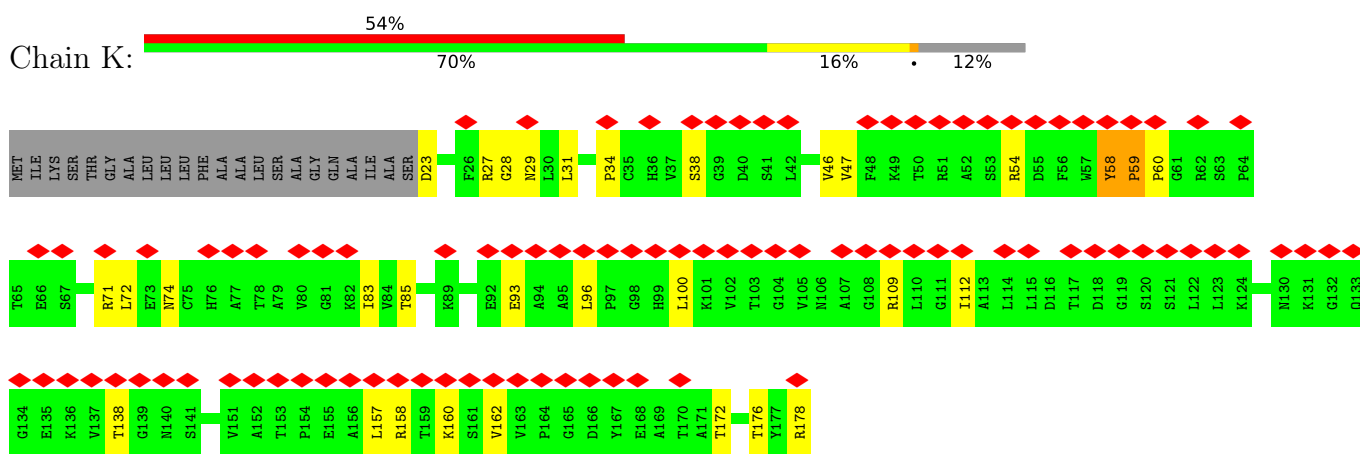 54%
Chain K:
70% 16% • 12%
MET ILE LYS SER THR GLY ALA LEU LEU LEU PHE ALA ALA LEU SER ALA GLY GLN ALA ILE ALA SER D23 F26 R27 G28 N29 L30 L31 P34 C35 H36 V37 S38 G39 D40 S41 L42 V46 V47 F48 K49 T50 R51 A52 S53 R54 D55 F56 W57 Y58 P59 P60 G61 R62 S63 P64
T65 E66 S67 R71 L72 E73 N74 C75 H76 A77 T78 A79 V80 G81 K82 I83 V84 T85 K89 E92 E93 A94 A95 L96 P97 G98 H99 L100 K101 V102 T103 G104 V105 N106 A107 G108 R109 L110 G111 I112 A113 L114 L115 D116 T117 D118 G119 S120 S121 L122 L123 K124 N130 K131 G132 Q133
G134 E135 K136 V137 T138 G139 N140 S141 V151 A152 T153 P154 E155 A156 L157 R158 T159 K160 S161 V162 V163 P164 G165 D166 Y167 E168 A169 T170 A171 T172 T176 Y177 R178